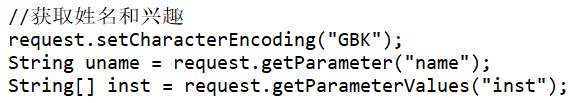 //获取姓名和兴趣
request.setCharacterEncoding("GBK");
String uname = request.getParameter("name");
String[] inst = request.getParameterValues("inst");